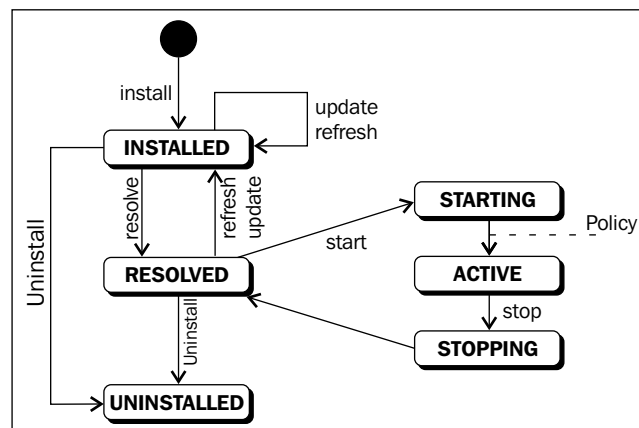 install
update
refresh
INSTALLED
resolve
refresh
update
STARTING
Policy
start
Uninstall
RESOLVED
ACTIVE
stop
Uninstall
STOPPING
UNINSTALLED